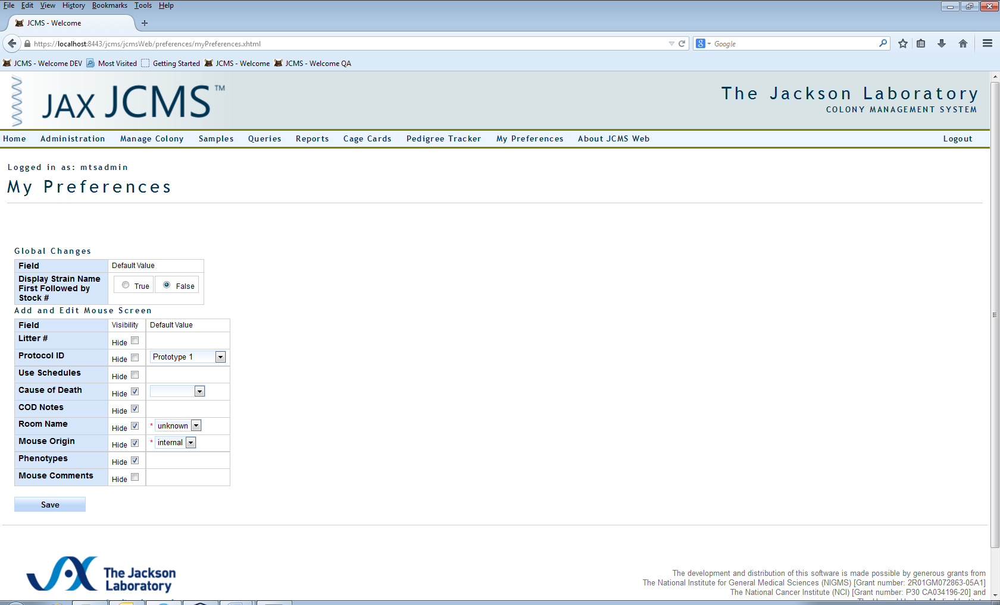 File Edit View History Bookmarks Tools Help
JCMS - Welcome
https://localhost:8443/jcms/jcmsWeb/preferences/myPreferences.xhtml
8 Google
JCMS - Welcome DEV Most Visited Getting Started JCMS - Welcome JCMS - Welcome QA
JAX JCMS™
The Jackson Laboratory
COLONY MANAGEMENT SYSTEM
Home Administration Manage Colony Samples Queries Reports Cage Cards Pedigree Tracker My Preferences About JCMS Web Logout
Logged in as: mtsadmin
My Preferences
Global Changes
Field Default Value
Display Strain Name First Followed by Stock # True False
Add and Edit Mouse Screen
Field Visibility Default Value
Litter # Hide
Protocol ID Hide Prototype 1
Use Schedules Hide
Cause of Death Hide
COD Notes Hide
Room Name Hide * unknown
Mouse Origin Hide * internal
Phenotypes Hide
Mouse Comments Hide
Save
The Jackson
Laboratory
The development and distribution of this software is made possible by generous grants from
The National Institute for General Medical Sciences (NIGMS) [Grant number: 2R01GM072863-05A1]
The National Cancer Institute (NCI) [Grant number: P30 CA034196-20] and